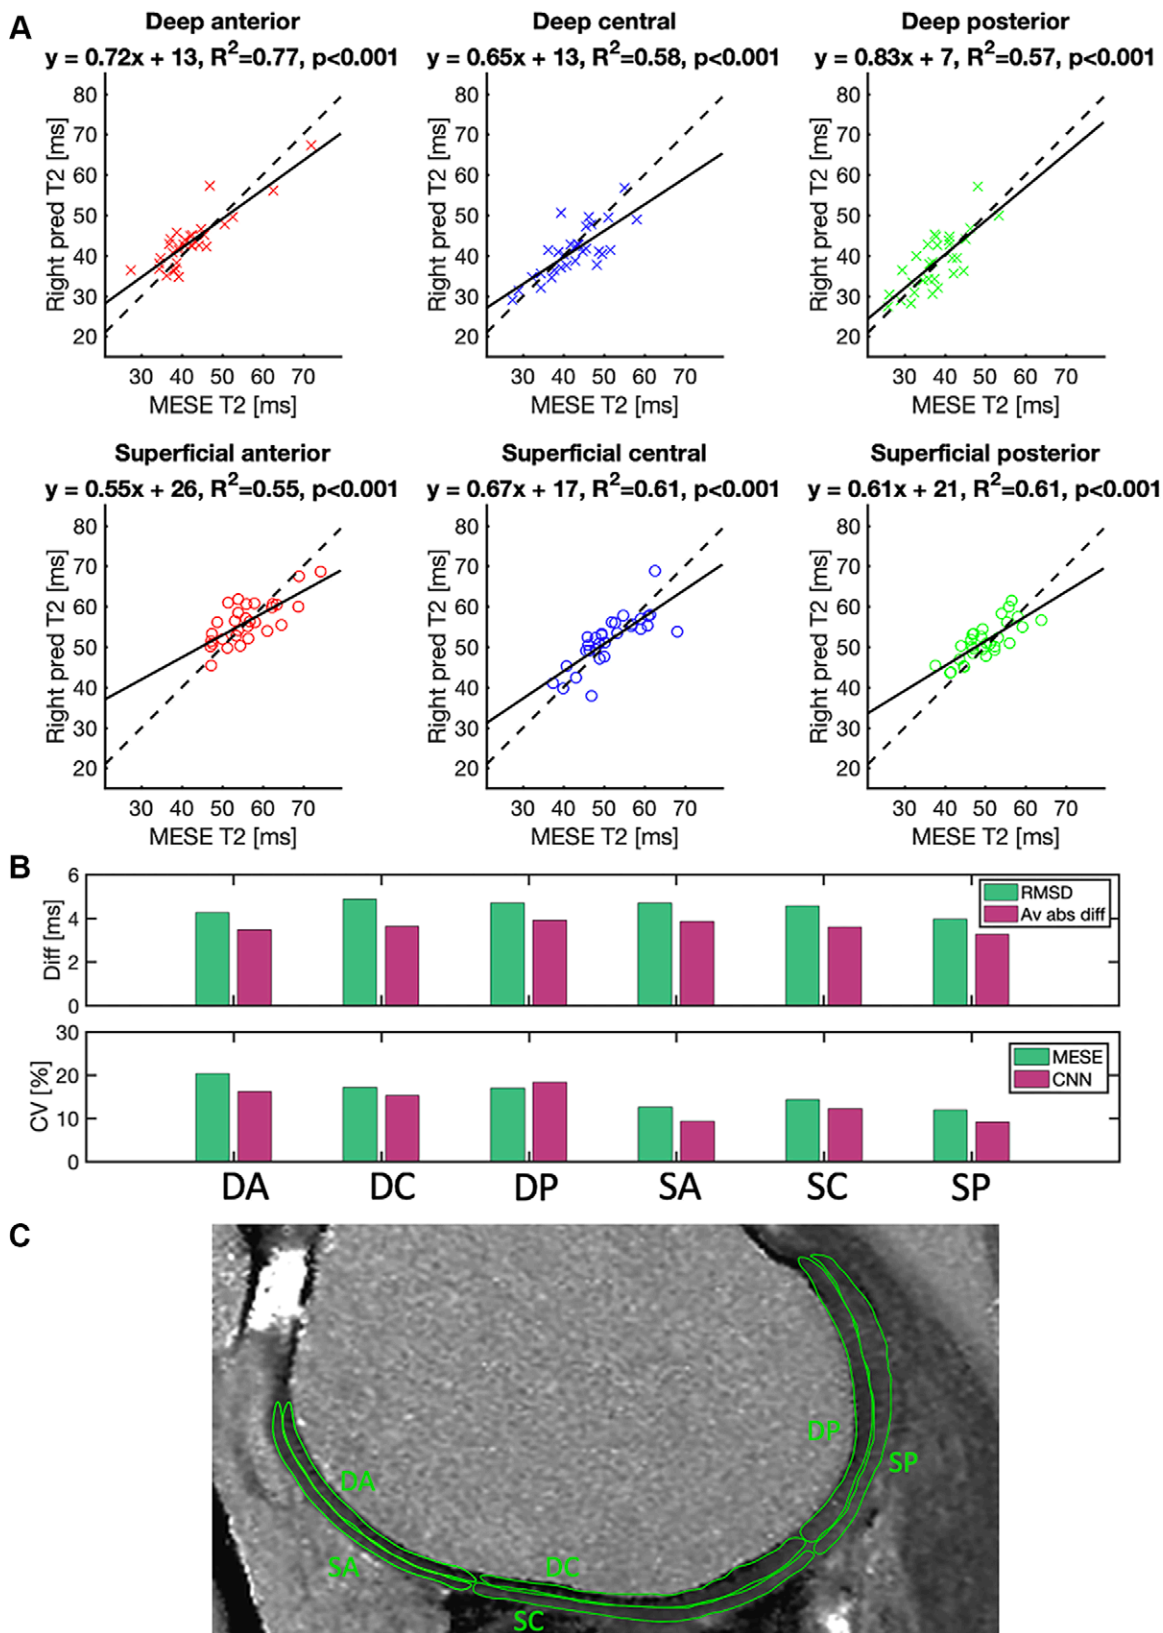 A
Deep anterior
y = 0.72x + 13, R²=0.77, p<0.001
80
70
60
50
40
30
20
Right pred T2 [ms]
30 40 50 60 70
MESE T2 [ms]
Deep central
y = 0.65x + 13, R²=0.58, p<0.001
80
70
60
50
40
30
20
Right pred T2 [ms]
30 40 50 60 70
MESE T2 [ms]
Deep posterior
y = 0.83x + 7, R²=0.57, p<0.001
80
70
60
50
40
30
20
Right pred T2 [ms]
30 40 50 60 70
MESE T2 [ms]
Superficial anterior
y = 0.55x + 26, R²=0.55, p<0.001
80
70
60
50
40
30
20
Right pred T2 [ms]
30 40 50 60 70
MESE T2 [ms]
Superficial central
y = 0.67x + 17, R²=0.61, p<0.001
80
70
60
50
40
30
20
Right pred T2 [ms]
30 40 50 60 70
MESE T2 [ms]
Superficial posterior
y = 0.61x + 21, R²=0.61, p<0.001
80
70
60
50
40
30
20
Right pred T2 [ms]
30 40 50 60 70
MESE T2 [ms]
B
6
4
2
0
Diff [ms]
RMSD
Av abs diff
30
20
10
0
CV [%]
MESE
CNN
DA DC DP SA SC SP
C
DP
SP
DA
SA
DC
SC